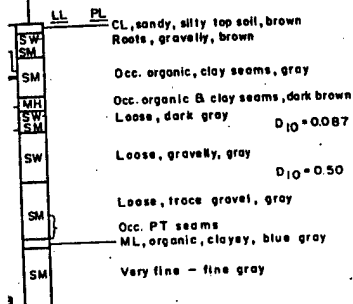 LL PL
CL, sandy, silty top soil, brown
SW
SM
Roots, gravelly, brown
SM
Occ. organic, clay seams, gray
MH
Occ. organic & clay seams, dark brown
SW
SM
Loose, dark gray
D10 = 0.087
SW
Loose, gravelly, gray
D10 = 0.50
SM
Loose, trace gravel, gray
Occ. PT seams
ML, organic, clayey, blue gray
SM
Very fine - fine gray